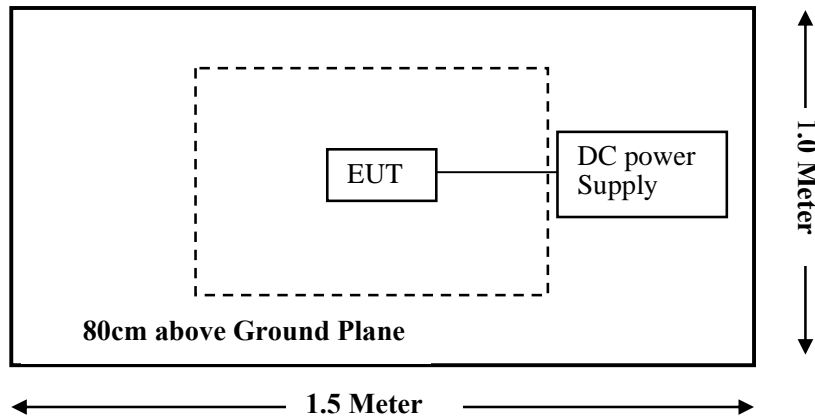 EUT
DC power
Supply
80cm above Ground Plane
1.0 Meter
1.5 Meter